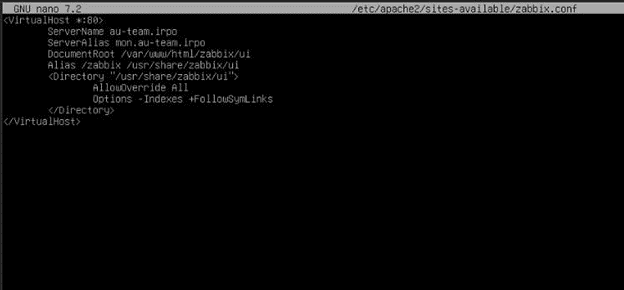 GNU nano 7.2 /etc/apache2/sites-available/zabbix.conf
<VirtualHost *:80>
ServerName au-team.irpo
ServerAlias mon.au-team.irpo
DocumentRoot /var/www/html/zabbix/ui
Alias /zabbix /usr/share/zabbix/ui
<Directory "/usr/share/zabbix/ui">
AllowOverride All
Options -Indexes +FollowSymLinks
</Directory>
</VirtualHost>